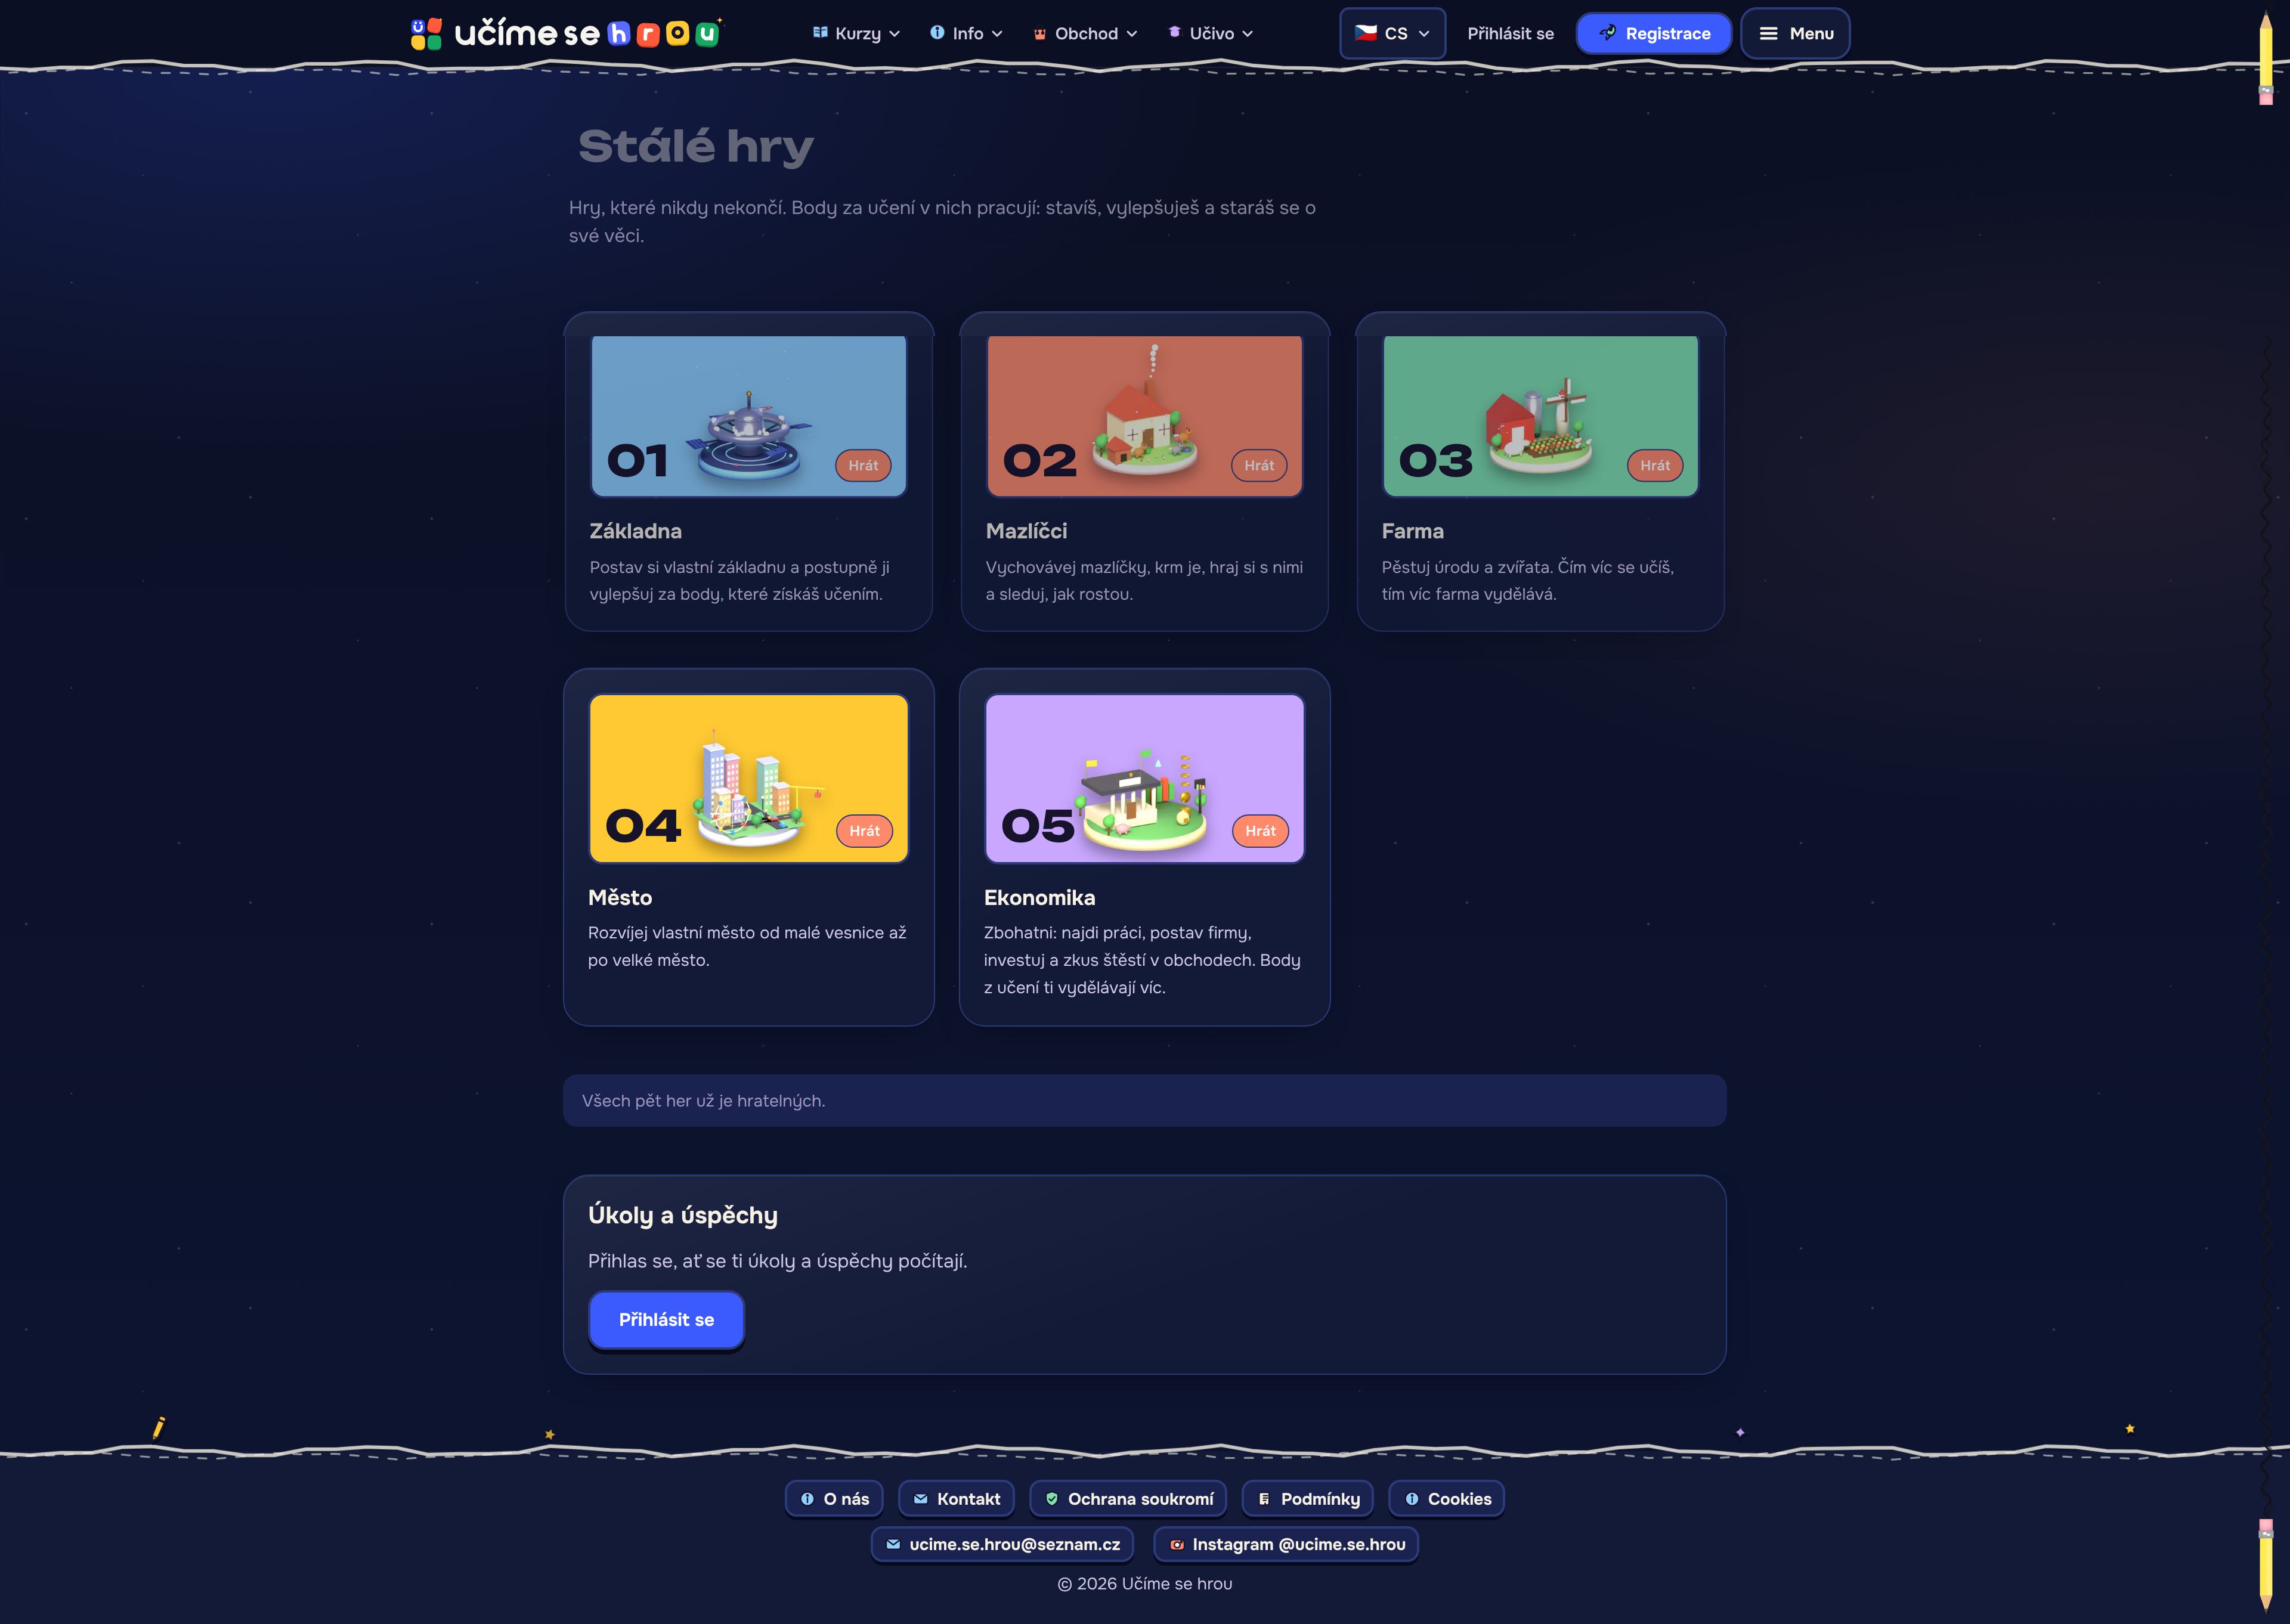 učíme se hrou
Kurzy
Info
Obchod
Učivo
CS
Přihlásit se
Registrace
Menu
Stálé hry
Hry, které nikdy nekončí. Body za učení v nich pracují: stavíš, vylepšuješ a staráš se o
své věci.
01
Hrát
02
Hrát
03
Hrát
Základna
Postav si vlastní základnu a postupně ji
vylepšuj za body, které získáš učením.
Mazlíčci
Vychovávej mazlíčky, krm je, hraj si s nimi
a sleduj, jak rostou.
Farma
Pěstuj úrodu a zvířata. Čím víc se učíš,
tím víc farma vydělává.
04
Hrát
05
Hrát
Město
Rozvíjej vlastní město od malé vesnice až
po velké město.
Ekonomika
Zbohatni: najdi práci, postav firmy,
investuj a zkus štěstí v obchodech. Body
z učení ti vydělávají víc.
Všech pět her už je hratelných.
Úkoly a úspěchy
Přihlas se, ať se ti úkoly a úspěchy počítají.
Přihlásit se
O nás
Kontakt
Ochrana soukromí
Podmínky
Cookies
ucime.se.hrou@seznam.cz
Instagram @ucime.se.hrou
© 2026 Učíme se hrou